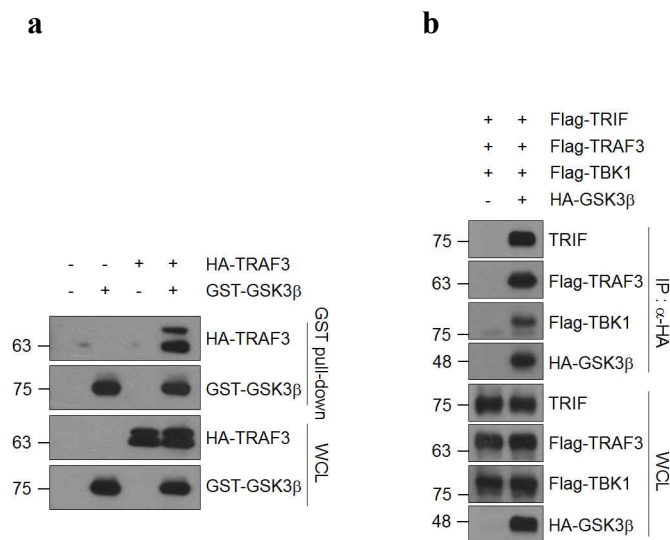 a
- - + + HA-TRAF3
- + - + GST-GSK3β
63 HA-TRAF3
75 GST-GSK3β
GST pull-down
63 HA-TRAF3
75 GST-GSK3β
WCL
b
+ + Flag-TRIF
+ + Flag-TRAF3
+ + Flag-TBK1
- + HA-GSK3β
75 TRIF
63 Flag-TRAF3
75 Flag-TBK1
48 HA-GSK3β
IP: α-HA
75 TRIF
63 Flag-TRAF3
75 Flag-TBK1
48 HA-GSK3β
WCL